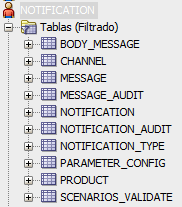 NOTIFICATION
Tablas (Filtrado)
BODY_MESSAGE
CHANNEL
MESSAGE
MESSAGE_AUDIT
NOTIFICATION
NOTIFICATION_AUDIT
NOTIFICATION_TYPE
PARAMETER_CONFIG
PRODUCT
SCENARIOS_VALIDATE